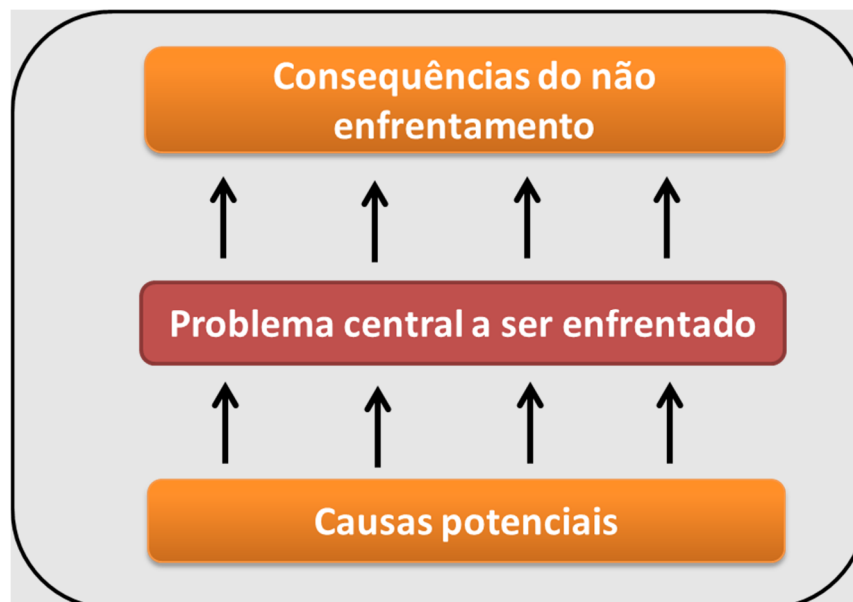 Consequências do não
enfrentamento
Problema central a ser enfrentado
Causas potenciais